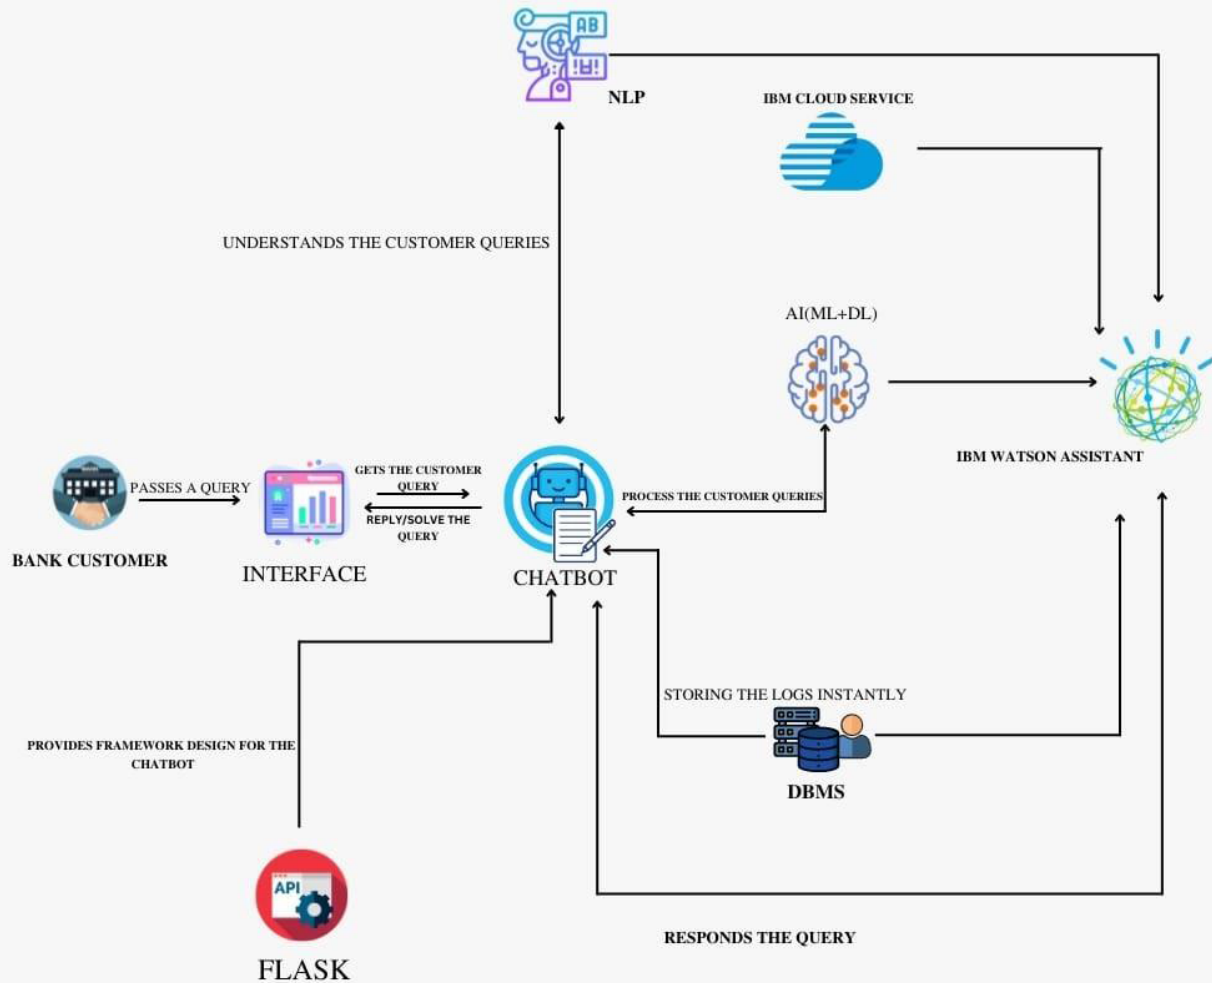 AB
NLP
IBM CLOUD SERVICE
UNDERSTANDS THE CUSTOMER QUERIES
AI(ML+DL)
IBM WATSON ASSISTANT
PASSES A QUERY
GETS THE CUSTOMER
QUERY
REPLY/SOLVE THE
QUERY
PROCESS THE CUSTOMER QUERIES
BANK CUSTOMER
INTERFACE
CHATBOT
STORING THE LOGS INSTANTLY
PROVIDES FRAMEWORK DESIGN FOR THE
CHATBOT
DBMS
API
RESPONDS THE QUERY
FLASK